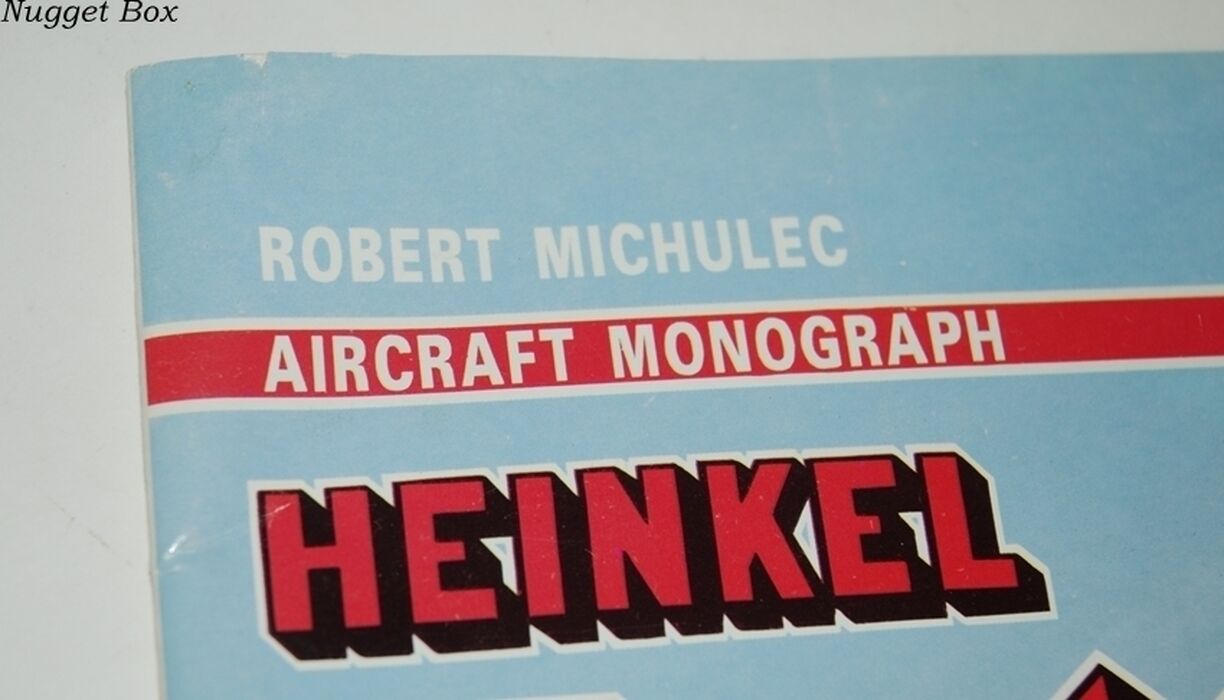 Nugget Box
ROBERT MICHULEC
AIRCRAFT MONOGRAPH
HEINKEL